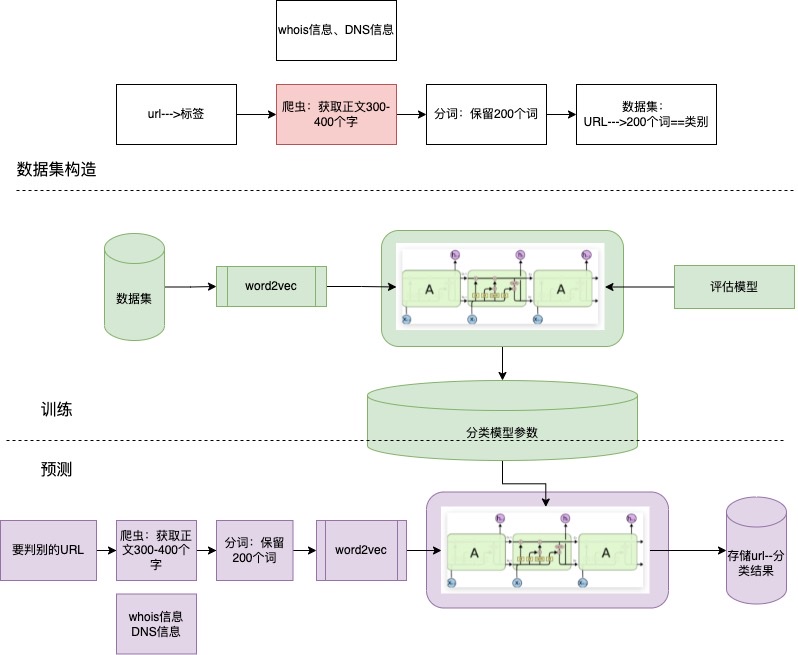 whois信息、DNS信息
url--->标签
爬虫：获取正文300-
400个字
分词：保留200个词
数据集：
URL--->200个词==类别
数据集构造
数据集
word2vec
A
A
评估模型
训练
分类模型参数
预测
要判别的URL
爬虫：获取正
文300-400个
字
分词：保留
200个词
word2vec
A
A
存储url--分
类结果
whois信息
DNS信息